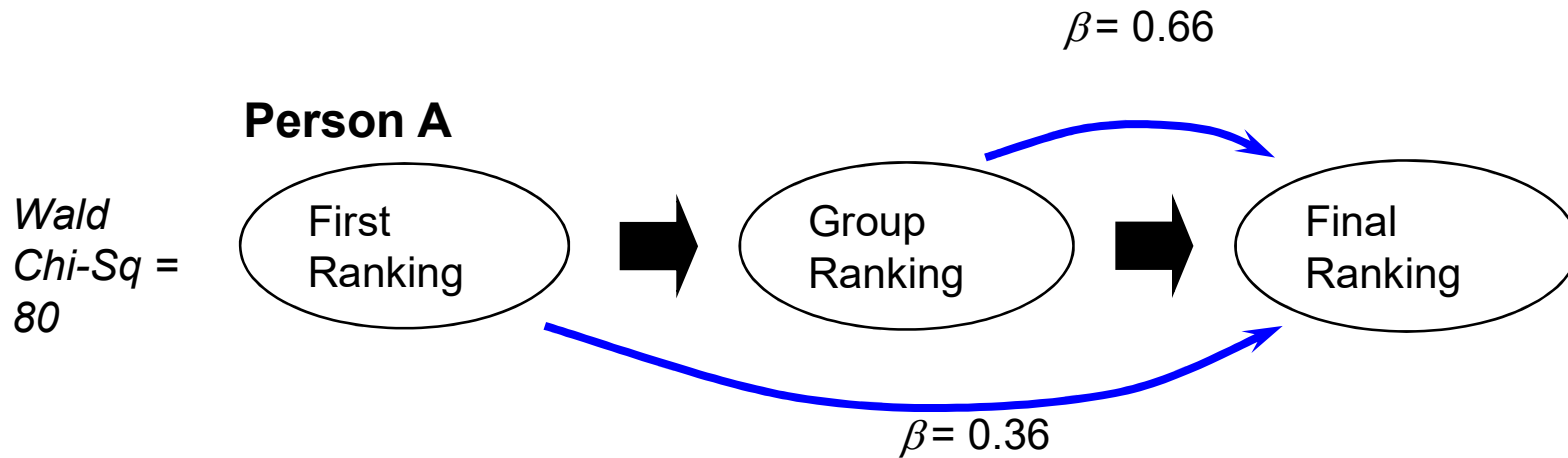 β = 0.66
Person A
Wald
Chi-Sq =
80
First
Ranking
Group
Ranking
Final
Ranking
β = 0.36